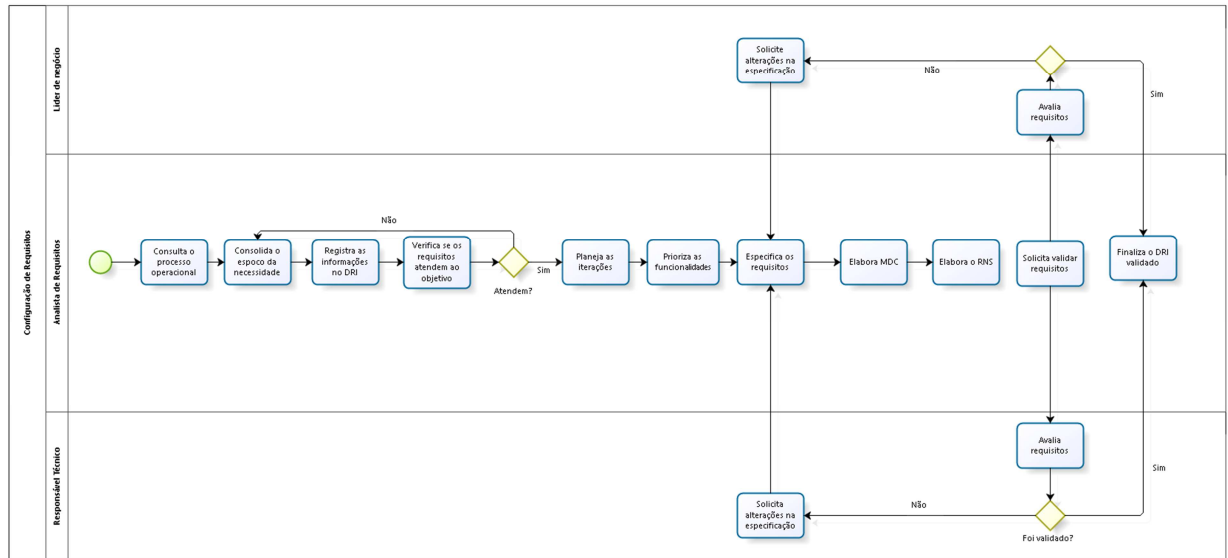 Configuração de Requisitos
Líder de negócio
Solicite
alterações na
especificação
Não
Sim
Avalia
requisitos
Analista de Requisitos
Não
Consulta o
processo
operacional
Consolida o
espoco da
necessidade
Registra as
informações
no DRI
Verifica se os
requisitos
atendem ao
objetivo
Sim
Atendem?
Planeja as
iterações
Prioriza as
funcionalidades
Especifica os
requisitos
Elabora MDC
Elabora o RNS
Solicita validar
requisitos
Finaliza o DRI
validado
Responsável Técnico
Avalia
requisitos
Sim
Solicita
alterações na
especificação
Não
Foi validado?